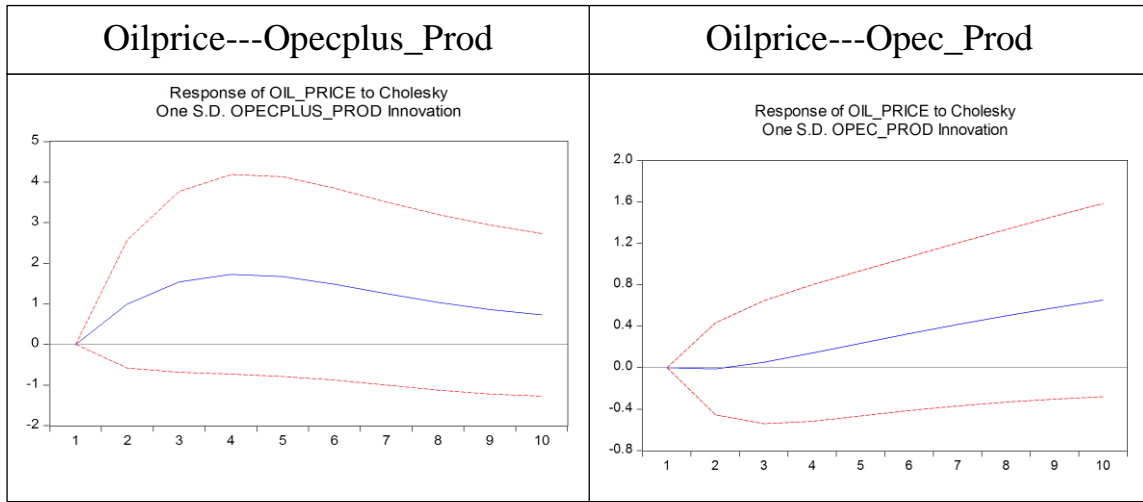 Oilprice---Opecplus_Prod
Oilprice---Opec_Prod
Response of OIL_PRICE to Cholesky
One S.D. OPECPLUS_PROD Innovation
5
4
3
2
1
0
-1
-2
1 2 3 4 5 6 7 8 9 10
Response of OIL_PRICE to Cholesky
One S.D. OPEC_PROD Innovation
2.0
1.6
1.2
0.8
0.4
0.0
-0.4
-0.8
1 2 3 4 5 6 7 8 9 10